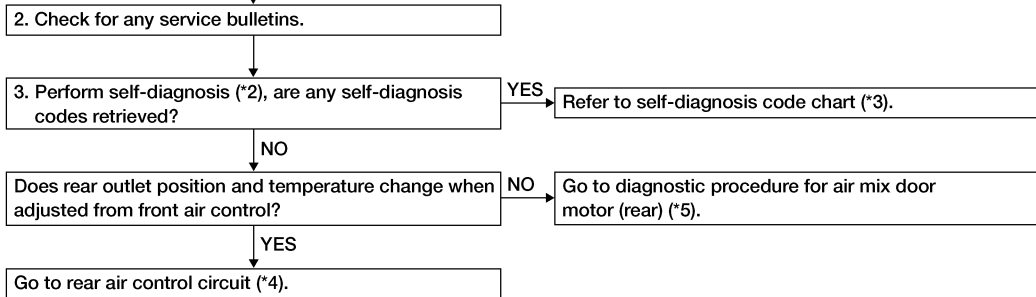 2. Check for any service bulletins.
3. Perform self-diagnosis (*2), are any self-diagnosis
codes retrieved?
YES
Refer to self-diagnosis code chart (*3).
NO
Does rear outlet position and temperature change when
adjusted from front air control?
NO
Go to diagnostic procedure for air mix door
motor (rear) (*5).
YES
Go to rear air control circuit (*4).